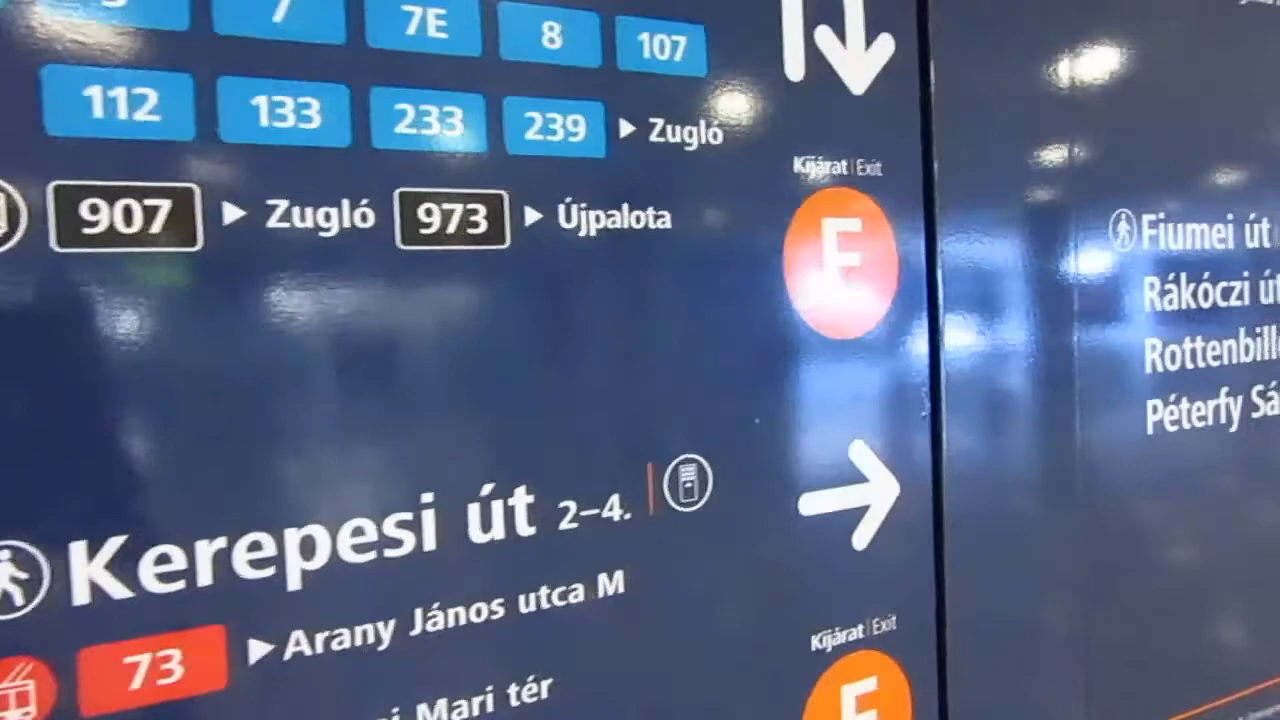 7 7E 8 107
112 133 233 239 Zugló
Kijárat | Exit
907 Zugló 973 Újpalota
E
Kerepesi út 2–4.
73 Arany János utca M
Mari tér
Kijárat | Exit
Fiumei út
Rákóczi
Péterfy